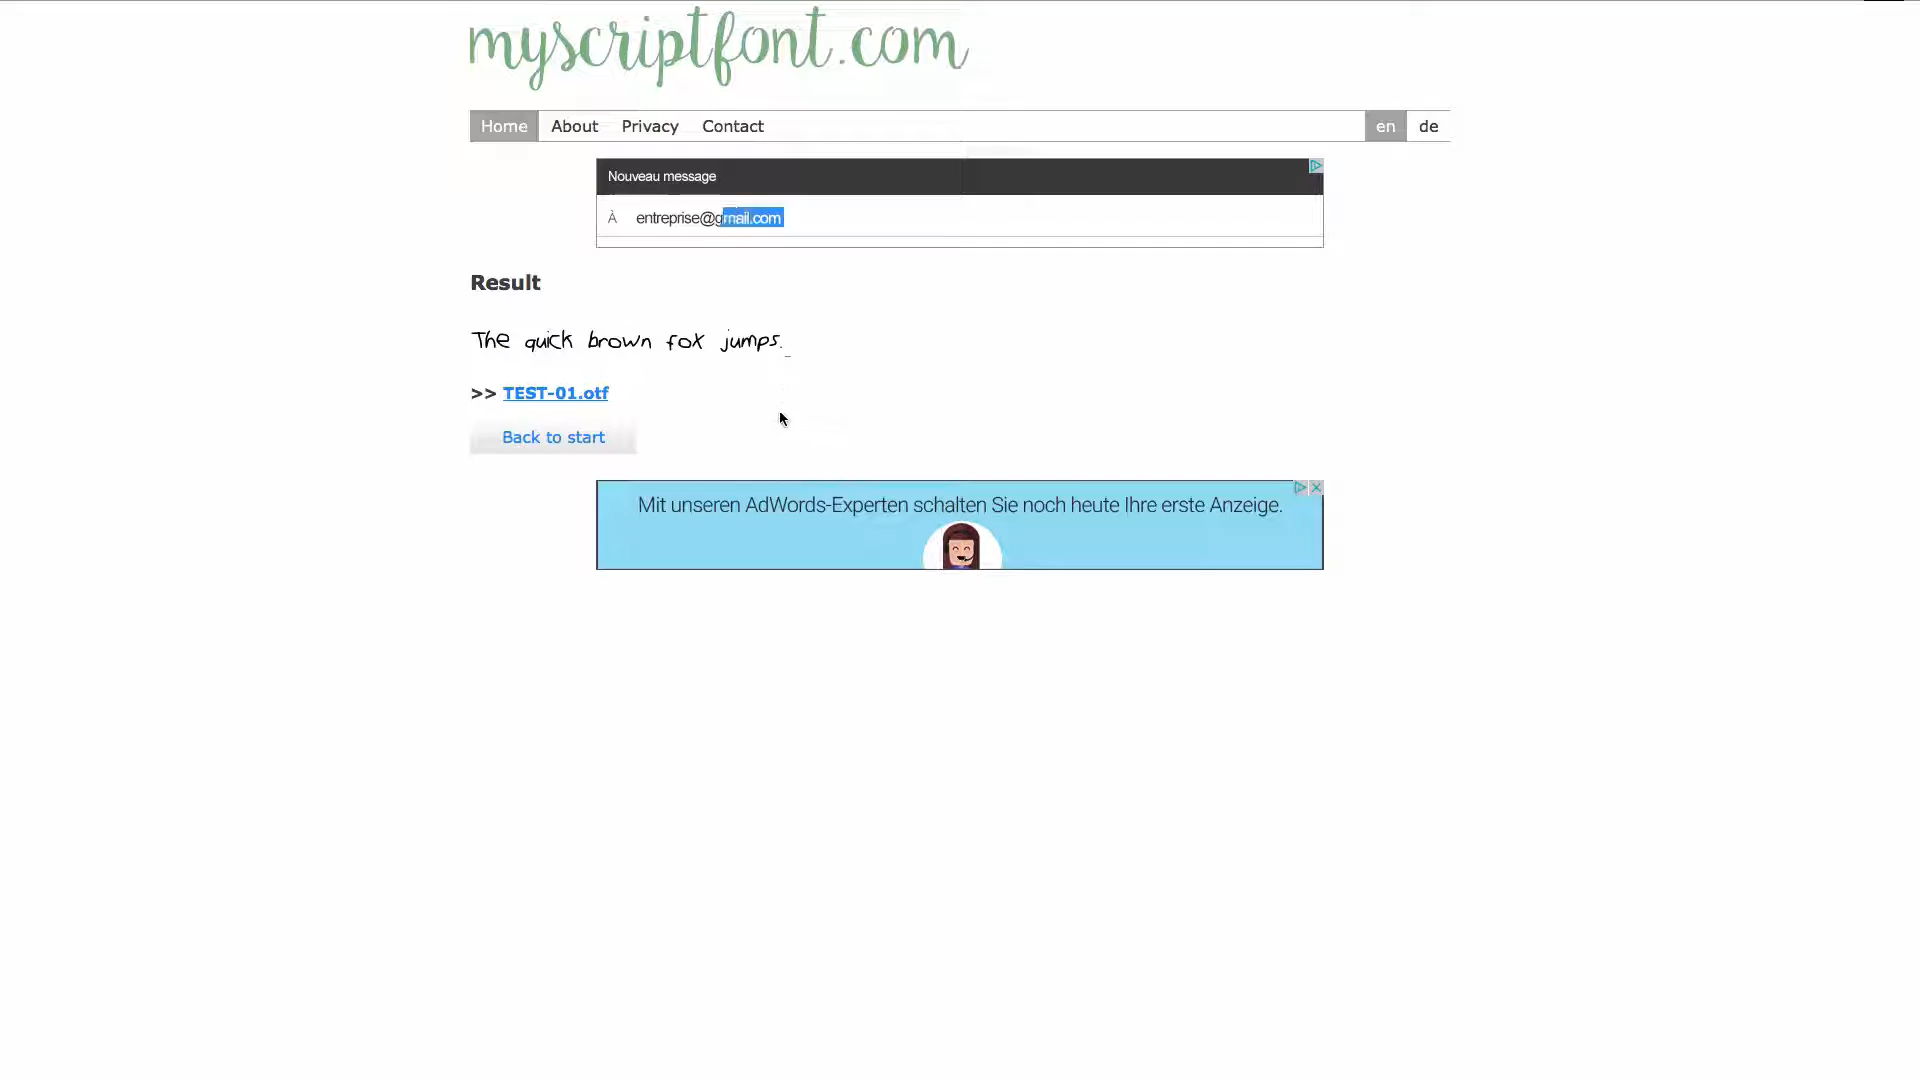 myscriptfont.com
Home About Privacy Contact en de
Nouveau message
À entreprise@gmail.com
Result
The quick brown fox jumps.
>> TEST-01.otf
Back to start
Mit unseren AdWords-Experten schalten Sie noch heute Ihre erste Anzeige.